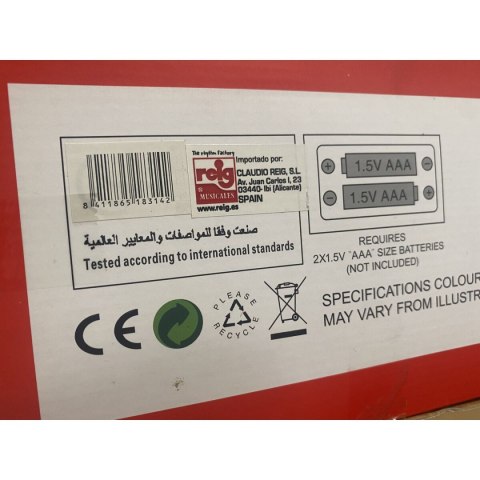 8 411865 183142
The rhythm Factory
reig
MUSICALES
www.reig.es
Importado por:
CLAUDIO REIG, S.L.
Av. Juan Carlos I, 23
03440- Ibi (Alicante)
SPAIN
صنعت وفقا للمواصفات والمعايير العالمية
Tested according to international standards
1.5V AAA
1.5V AAA
REQUIRES
2X1.5V "AAA" SIZE BATTERIES
(NOT INCLUDED)
CE
PLEASE RECYCLE
SPECIFICATIONS COLOUR
MAY VARY FROM ILLUSTR